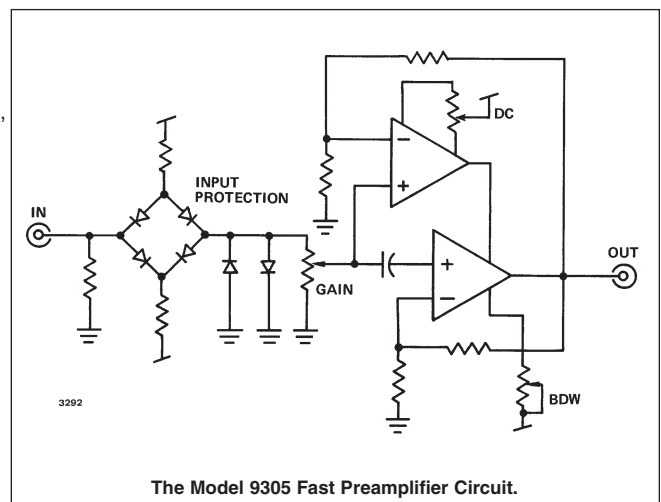 ,
DC
INPUT
PROTECTION
IN
−
+
GAIN
+
−
OUT
BDW
3292
The Model 9305 Fast Preamplifier Circuit.